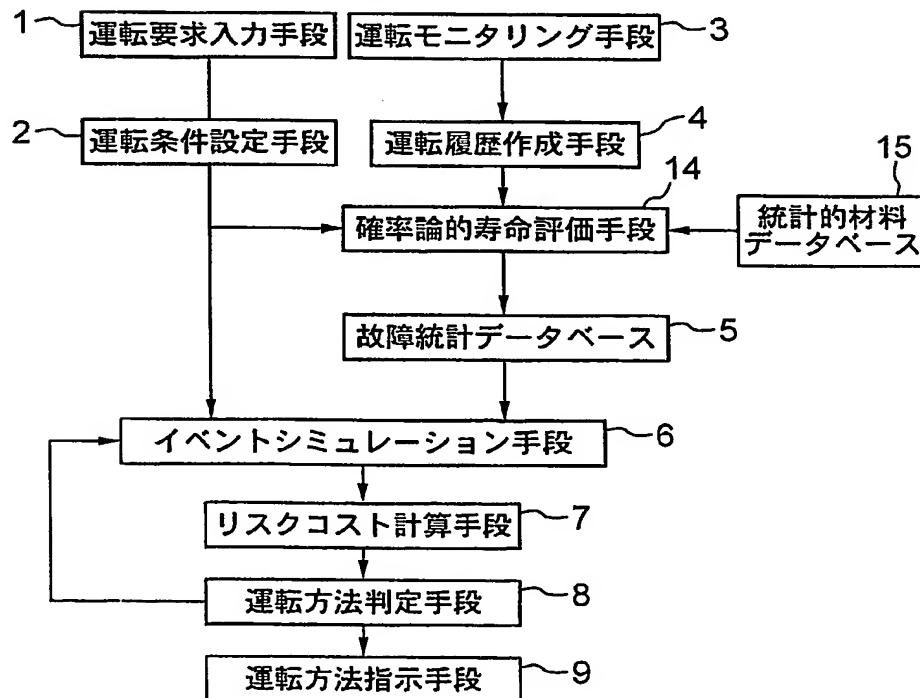 1
運転要求入力手段
運転モニタリング手段
3
2
運転条件設定手段
運転履歴作成手段
4
14
15
確率論的寿命評価手段
統計的材料
データベース
故障統計データベース
5
イベントシミュレーション手段
6
リスクコスト計算手段
7
運転方法判定手段
8
運転方法指示手段
9